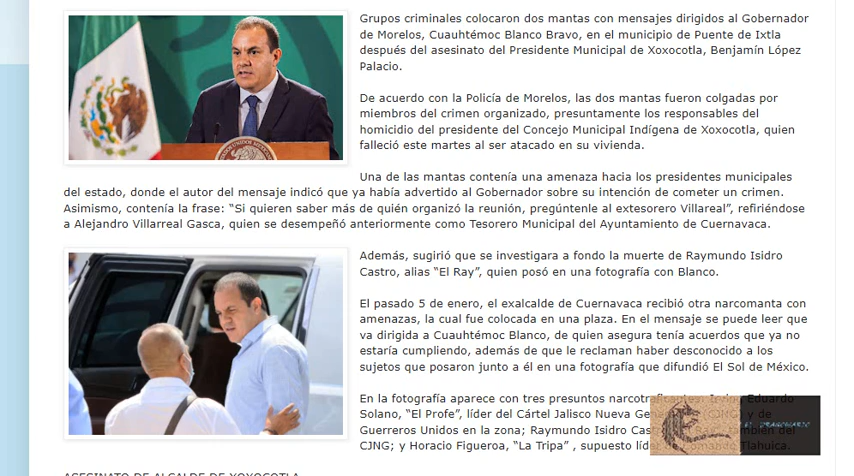 Grupos criminales colocaron dos mantas con mensajes dirigidos al Gobernador
de Morelos, Cuauhtémoc Blanco Bravo, en el municipio de Puente de Ixtla
después del asesinato del Presidente Municipal de Xoxocotla, Benjamín López
Palacio.
De acuerdo con la Policía de Morelos, las dos mantas fueron colgadas por
miembros del crimen organizado, presuntamente los responsables del
homicidio del presidente del Concejo Municipal Indígena de Xoxocotla, quien
falleció este martes al ser atacado en su vivienda.
Una de las mantas contenía una amenaza hacia los presidentes municipales
del estado, donde el autor del mensaje indicó que ya había advertido al Gobernador sobre su intención de cometer un crimen.
Asimismo, contenía la frase: “Si quieren saber más de quién organizó la reunión, pregúntenle al extesorero Villareal”, refiriéndose
a Alejandro Villarreal Gasca, quien se desempeñó anteriormente como Tesorero Municipal del Ayuntamiento de Cuernavaca.
Además, sugirió que se investigara a fondo la muerte de Raymundo Isidro
Castro, alias “El Ray”, quien posó en una fotografía con Blanco.
El pasado 5 de enero, el exalcalde de Cuernavaca recibió otra narcomanta con
amenazas, la cual fue colocada en una plaza. En el mensaje se puede leer que
va dirigida a Cuauhtémoc Blanco, de quien asegura tenía acuerdos que ya no
estaría cumpliendo, además de que le reclaman haber desconocido a los
sujetos que posaron junto a él en una fotografía que difundió El Sol de México.
En la fotografía aparece con tres presuntos Eduardo
Solano, “El Profe”, líder del Cártel Jalisco Nueva y de
Guerreros Unidos en la zona; Raymundo Isidro del
CJNG; y Horacio Figueroa, “La Tripa” , supuesto Tlahuica.
ASESINATO DE ALCALDE DE XOXOCOTLA